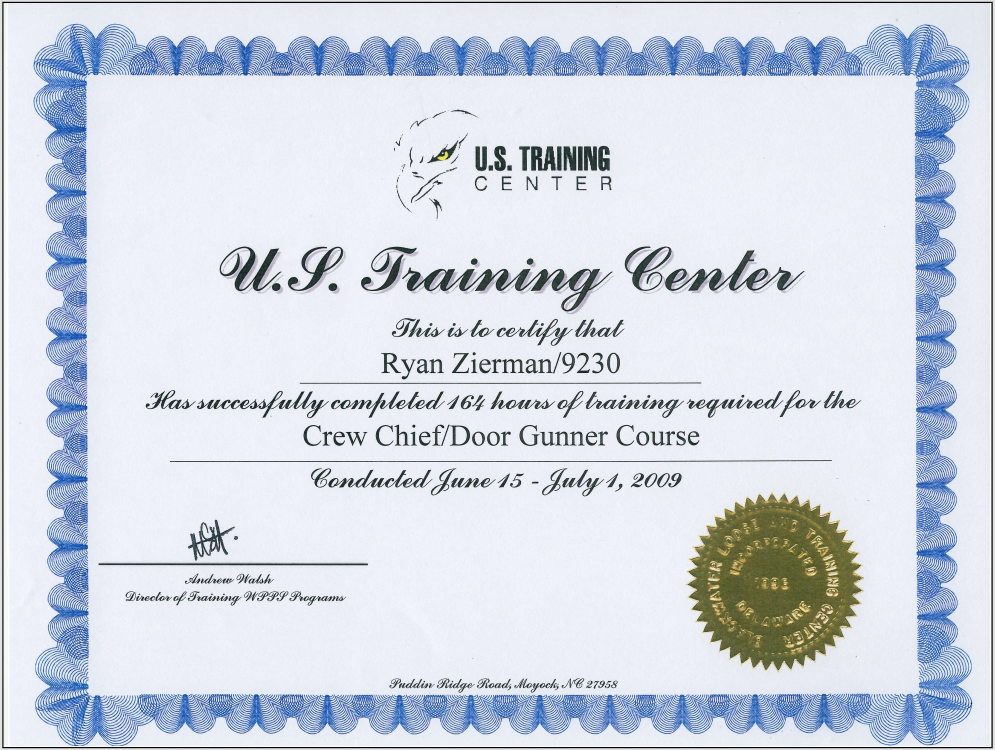 U.S. TRAINING
CENTER
U.S. Training Center
This is to certify that
Ryan Zierman/9230
Has successfully completed 164 hours of training required for the
Crew Chief/Door Gunner Course
Conducted June 15 - July 1, 2009
Andrew Walsh
Director of Training WPPS Programs
BLACKWATER LODGE AND TRAINING CENTER
INCORPORATED
1996
DELAWARE
Puddin Ridge Road, Moyock, NC 27958